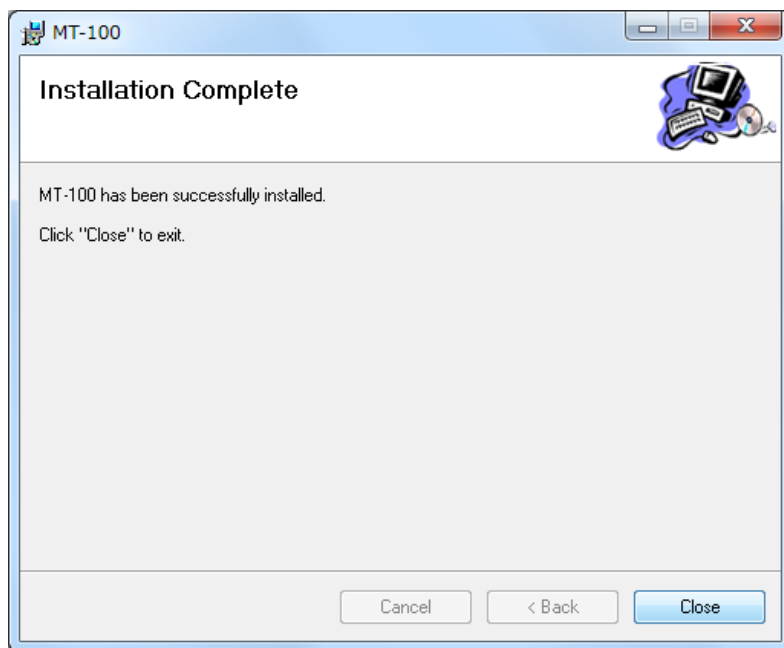 MT-100
Installation Complete
MT-100 has been successfully installed.
Click "Close" to exit.
Cancel
< Back
Close